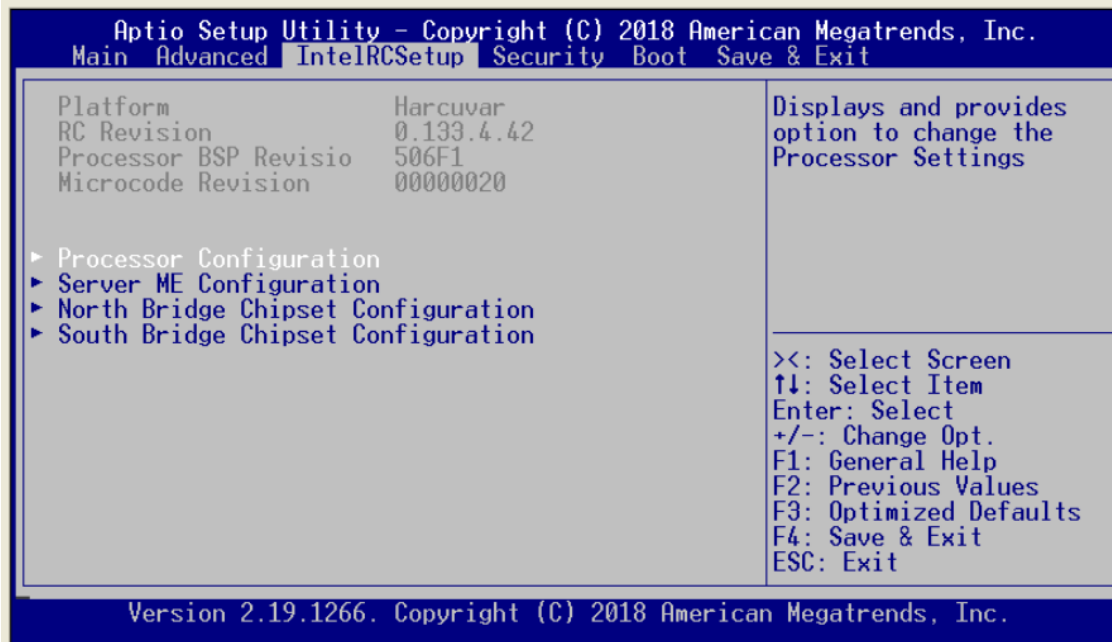 Aptio Setup Utility - Copyright (C) 2018 American Megatrends, Inc.
Main Advanced IntelRCSetup Security Boot Save & Exit
Platform Harcuvar
RC Revision 0.133.4.42
Processor BSP Revisio 506F1
Microcode Revision 00000020
► Processor Configuration
► Server ME Configuration
► North Bridge Chipset Configuration
► South Bridge Chipset Configuration
Displays and provides
option to change the
Processor Settings
><: Select Screen
↑↓: Select Item
Enter: Select
+/-: Change Opt.
F1: General Help
F2: Previous Values
F3: Optimized Defaults
F4: Save & Exit
ESC: Exit
Version 2.19.1266. Copyright (C) 2018 American Megatrends, Inc.